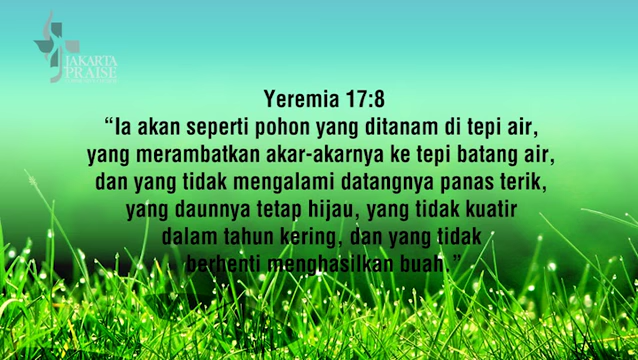 JAKARTA
PRAISE
Yeremia 17:8
“Ia akan seperti pohon yang ditanam di tepi air,
yang merambatkan akar-akarnya ke tepi batang air,
dan yang tidak mengalami datangnya panas terik,
yang daunnya tetap hijau, yang tidak kuatir
dalam tahun kering, dan yang tidak
berhenti menghasilkan buah.”